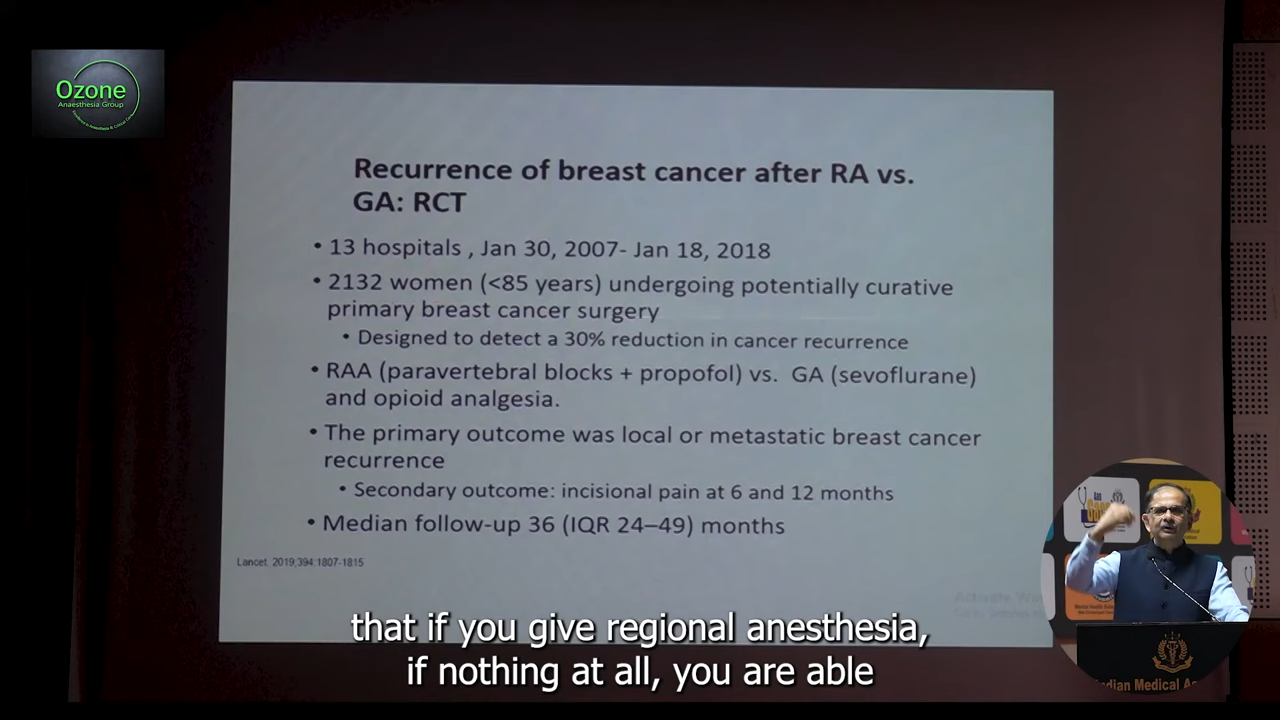 Ozone
Anaesthesia Group
Recurrence of breast cancer after RA vs.
GA: RCT
• 13 hospitals , Jan 30, 2007- Jan 18, 2018
• 2132 women (<85 years) undergoing potentially curative
primary breast cancer surgery
• Designed to detect a 30% reduction in cancer recurrence
• RAA (paravertebral blocks + propofol) vs. GA (sevoflurane)
and opioid analgesia.
• The primary outcome was local or metastatic breast cancer
recurrence
• Secondary outcome: incisional pain at 6 and 12 months
• Median follow-up 36 (IQR 24–49) months
Lancet. 2019;394:1807-1815
Activate
that if you give regional anesthesia,
if nothing at all, you are able
ndian Medical As